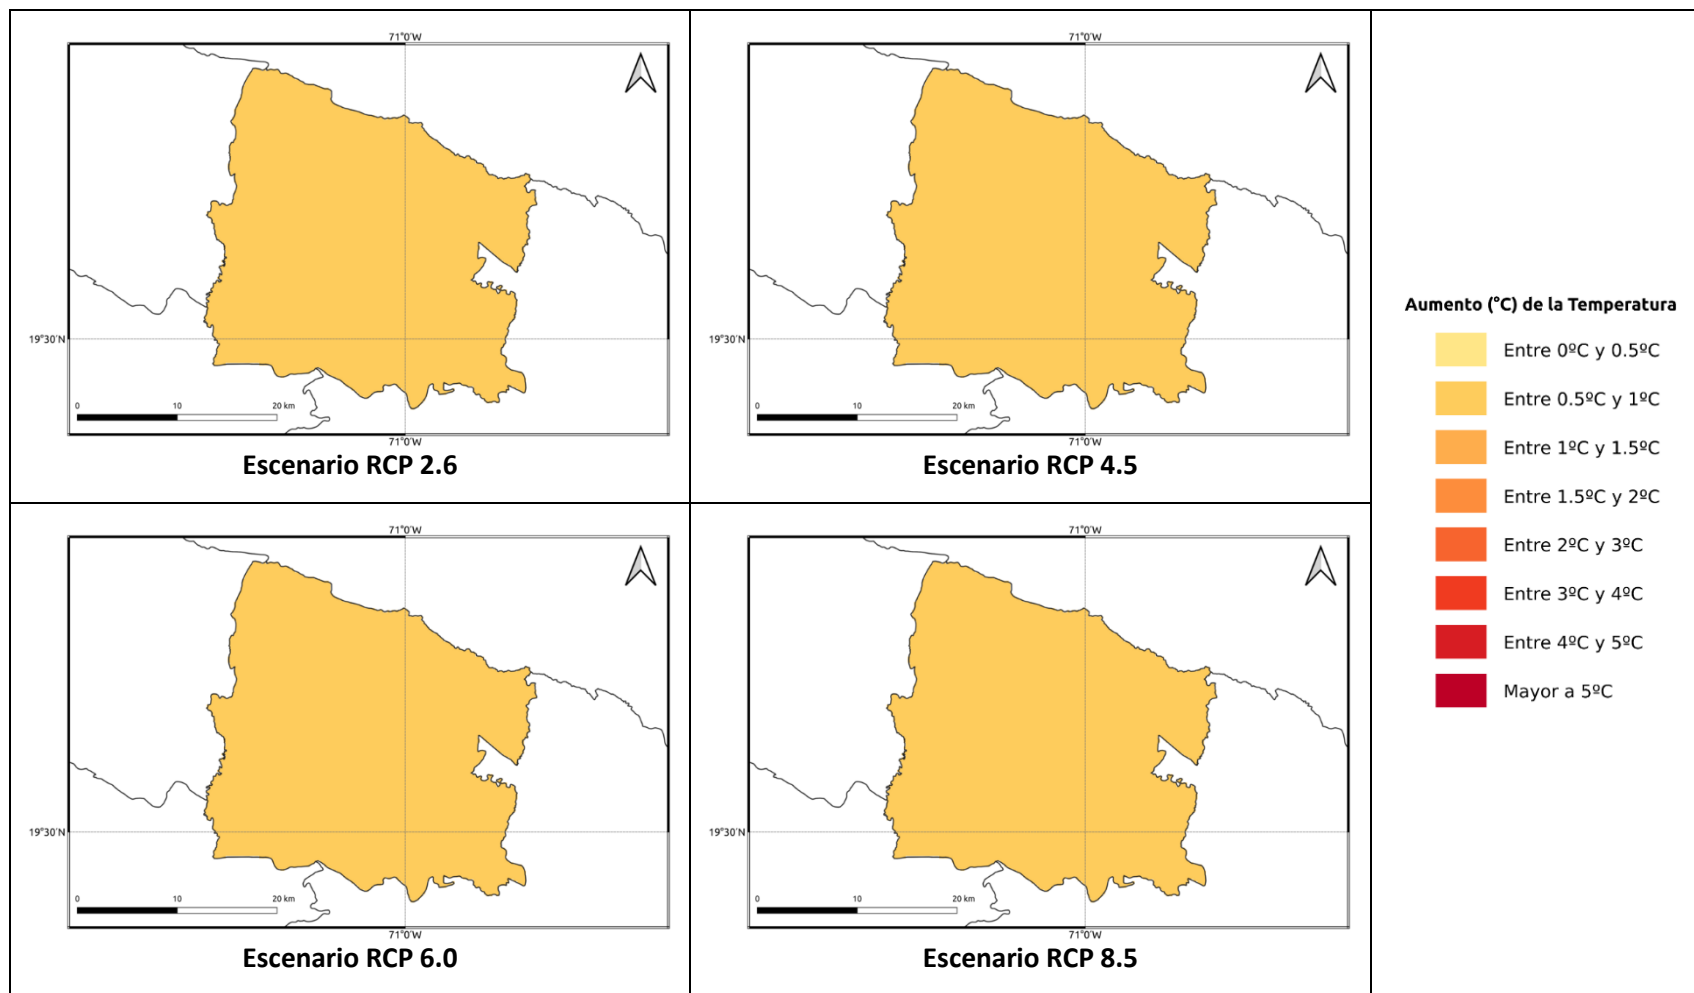 71°0'W
19°30'N
0 10 20 km
71°0'W
Escenario RCP 2.6
71°0'W
19°30'N
0 10 20 km
71°0'W
Escenario RCP 4.5
71°0'W
19°30'N
0 10 20 km
71°0'W
Escenario RCP 6.0
71°0'W
19°30'N
0 10 20 km
71°0'W
Escenario RCP 8.5
Aumento (°C) de la Temperatura
Entre 0ºC y 0.5ºC
Entre 0.5ºC y 1ºC
Entre 1ºC y 1.5ºC
Entre 1.5ºC y 2ºC
Entre 2ºC y 3ºC
Entre 3ºC y 4ºC
Entre 4ºC y 5ºC
Mayor a 5ºC